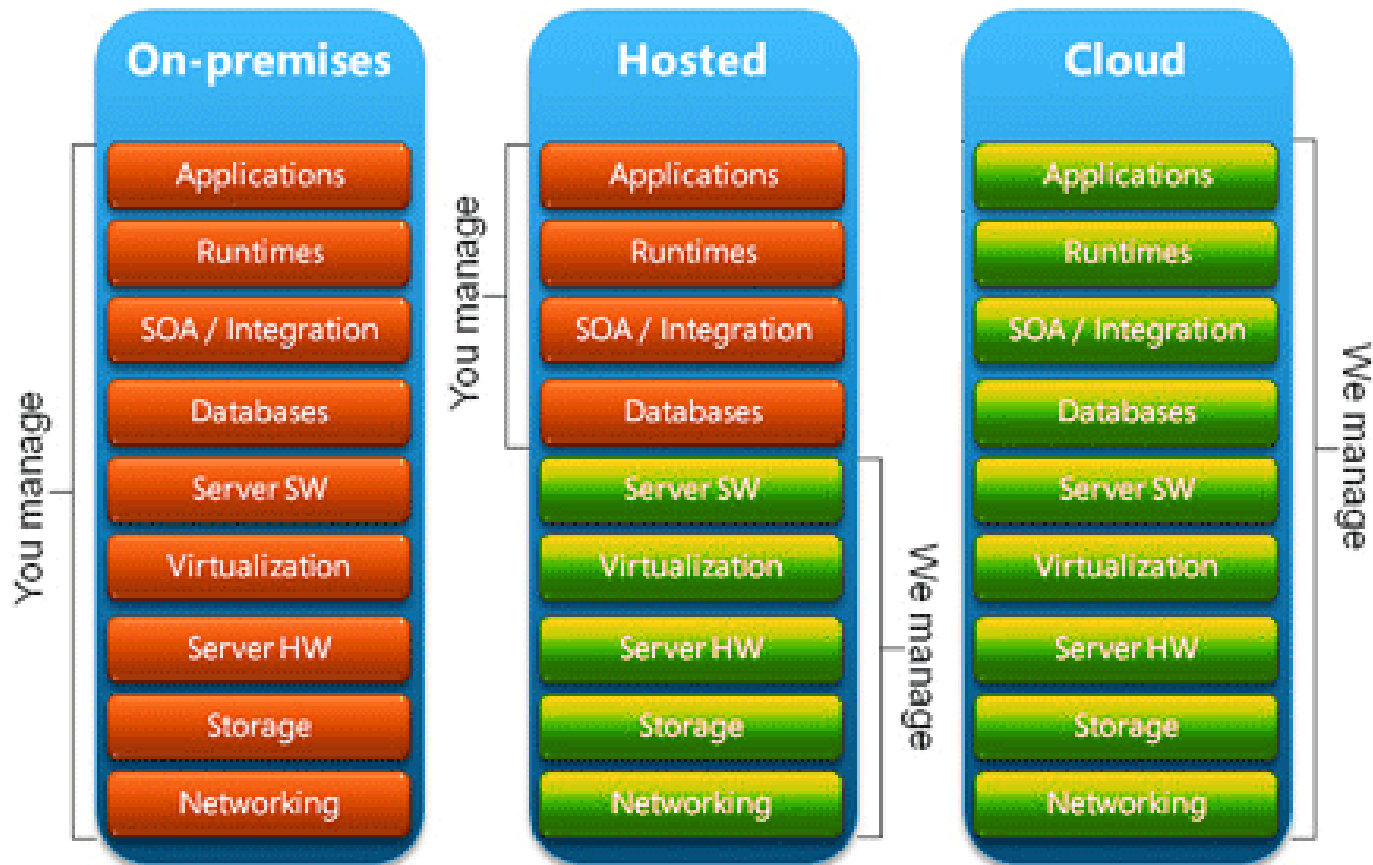 On-premises
Applications
Runtimes
SOA / Integration
Databases
Server SW
Virtualization
Server HW
Storage
Networking
You manage
Hosted
Applications
Runtimes
SOA / Integration
Databases
Server SW
Virtualization
Server HW
Storage
Networking
You manage
We manage
Cloud
Applications
Runtimes
SOA / Integration
Databases
Server SW
Virtualization
Server HW
Storage
Networking
We manage